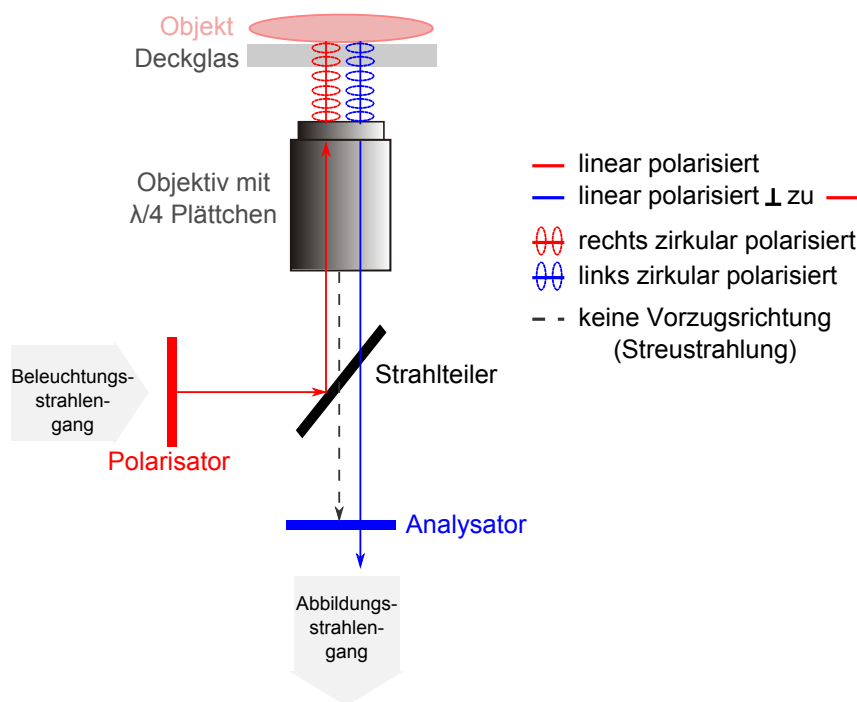 Objekt
Deckglas
Objektiv mit
λ/4 Plättchen
linear polarisiert
linear polarisiert ⊥ zu
rechts zirkular polarisiert
links zirkular polarisiert
keine Vorzugsrichtung
(Streustrahlung)
Beleuchtungs-
strahlen-
gang
Strahlteiler
Polarisator
Analysator
Abbildungs-
strahlen-
gang